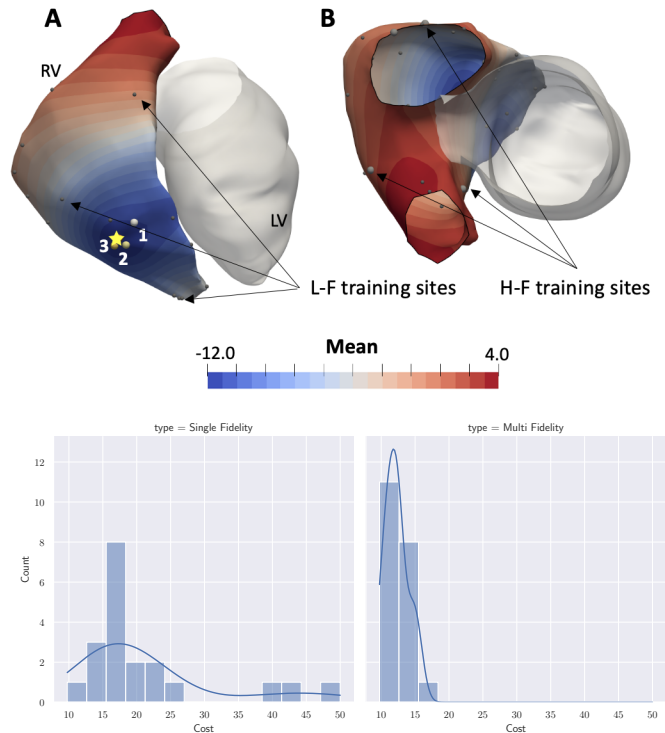 A
B
RV
LV
1
3
2
L-F training sites
H-F training sites
Mean
-12.0
4.0
type = Single Fidelity
type = Multi Fidelity
Count
12
10
8
6
4
2
0
10 15 20 25 30 35 40 45 50
10 15 20 25 30 35 40 45 50
Cost
Cost